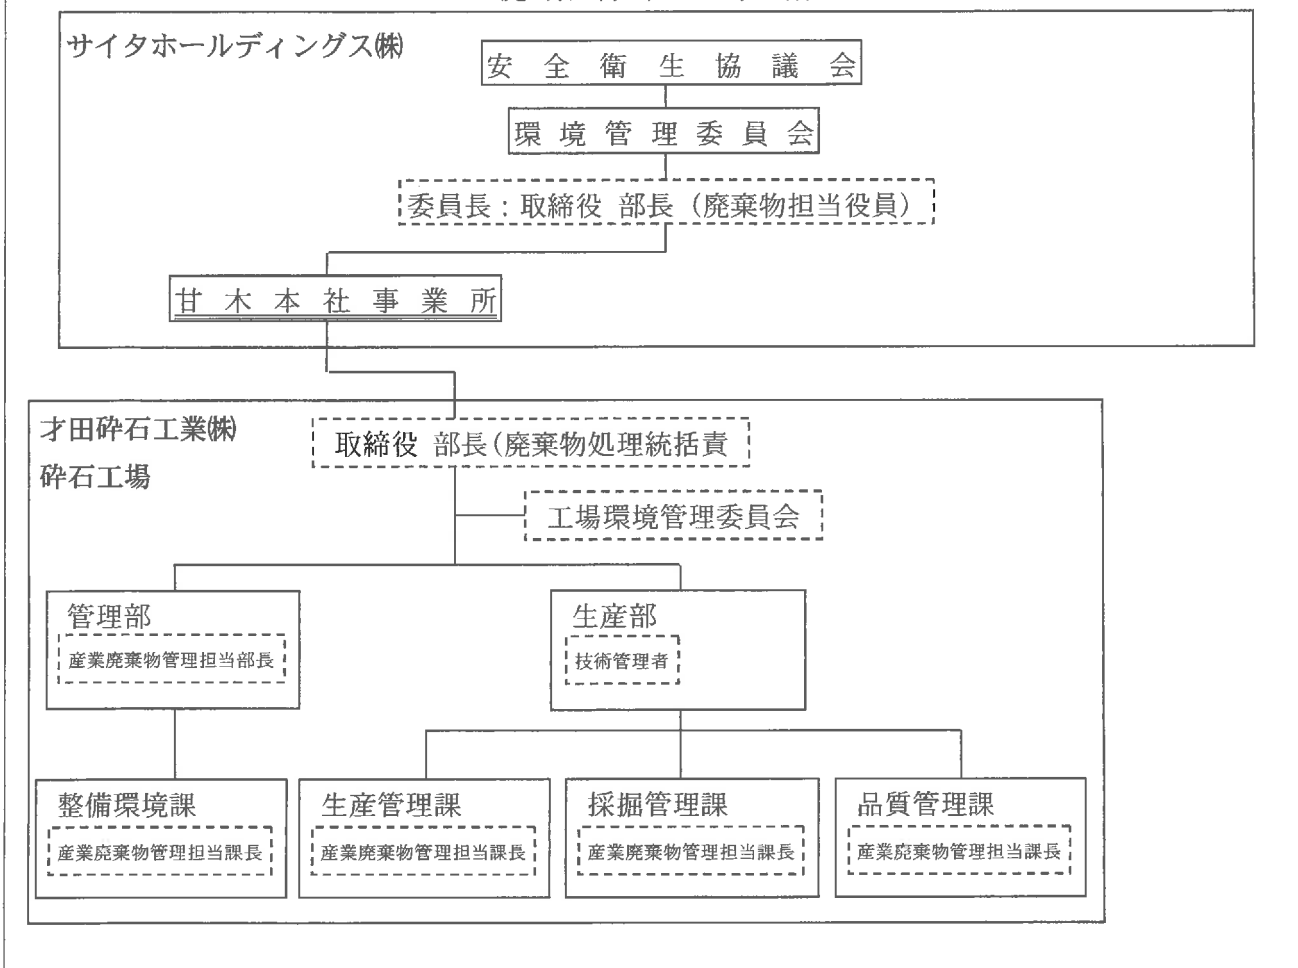 サイタホールディングス㈱
安全衛生協議会
環境管理委員会
委員長：取締役 部長（廃棄物担当役員）
甘木本社事業所
才田砕石工業㈱
砕石工場
取締役 部長(廃棄物処理統括責
工場環境管理委員会
管理部
産業廃棄物管理担当部長
生産部
技術管理者
整備環境課
産業廃棄物管理担当課長
生産管理課
産業廃棄物管理担当課長
採掘管理課
産業廃棄物管理担当課長
品質管理課
産業廃棄物管理担当課長